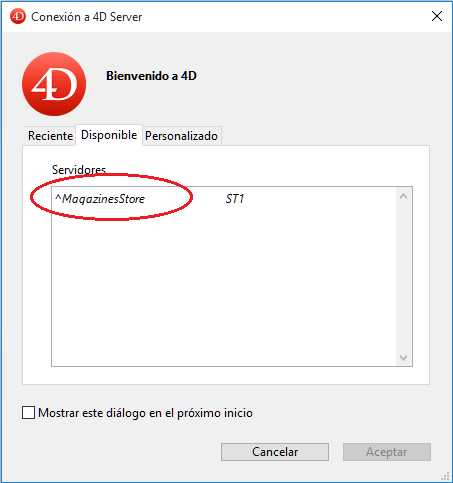 4D Conexión a 4D Server
4D
Bienvenido a 4D
Reciente Disponible Personalizado
Servidores
^MagazinesStore ST1
Mostrar este diálogo en el próximo inicio
Cancelar Aceptar